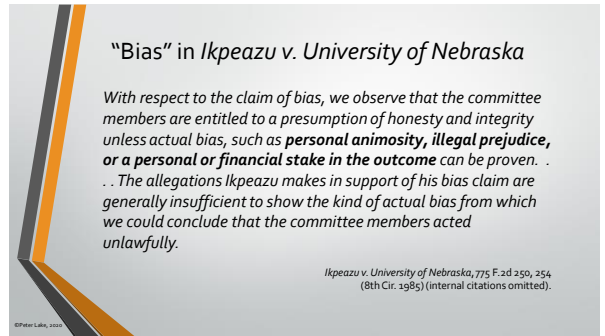 “Bias” in Ikpeazu v. University of Nebraska
With respect to the claim of bias, we observe that the committee
members are entitled to a presumption of honesty and integrity
unless actual bias, such as personal animosity, illegal prejudice,
or a personal or financial stake in the outcome can be proven. .
. . The allegations Ikpeazu makes in support of his bias claim are
generally insufficient to show the kind of actual bias from which
we could conclude that the committee members acted
unlawfully.
Ikpeazu v. University of Nebraska, 775 F.2d 250, 254
(8th Cir. 1985) (internal citations omitted).
©Peter Lake, 2020